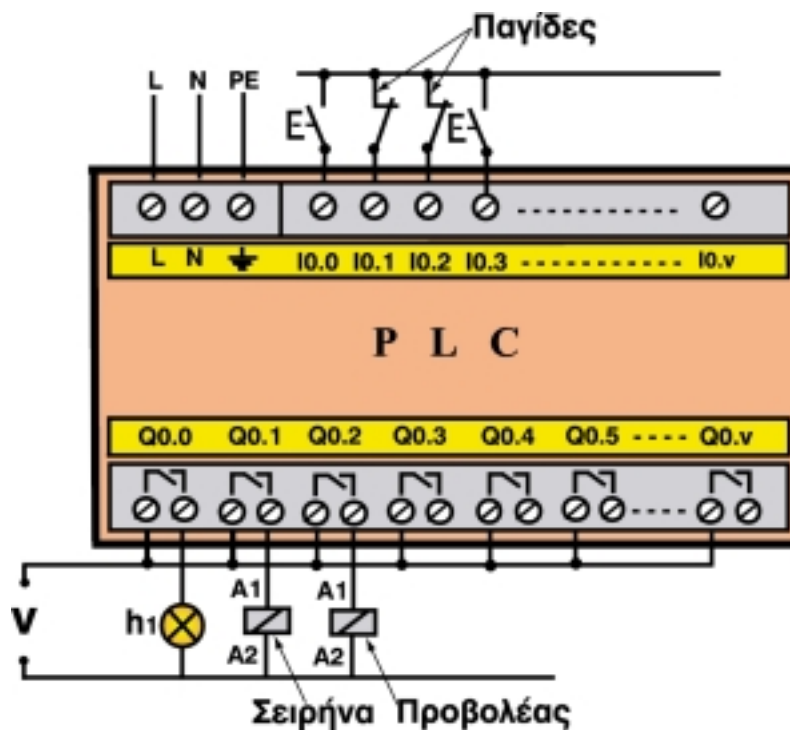 Παγίδες
L N PE
E E
L N I0.0 I0.1 I0.2 I0.3 I0.v
P L C
Q0.0 Q0.1 Q0.2 Q0.3 Q0.4 Q0.5 Q0.v
A1 A1
V h1
A2 A2
Σειρήνα Προβολέας